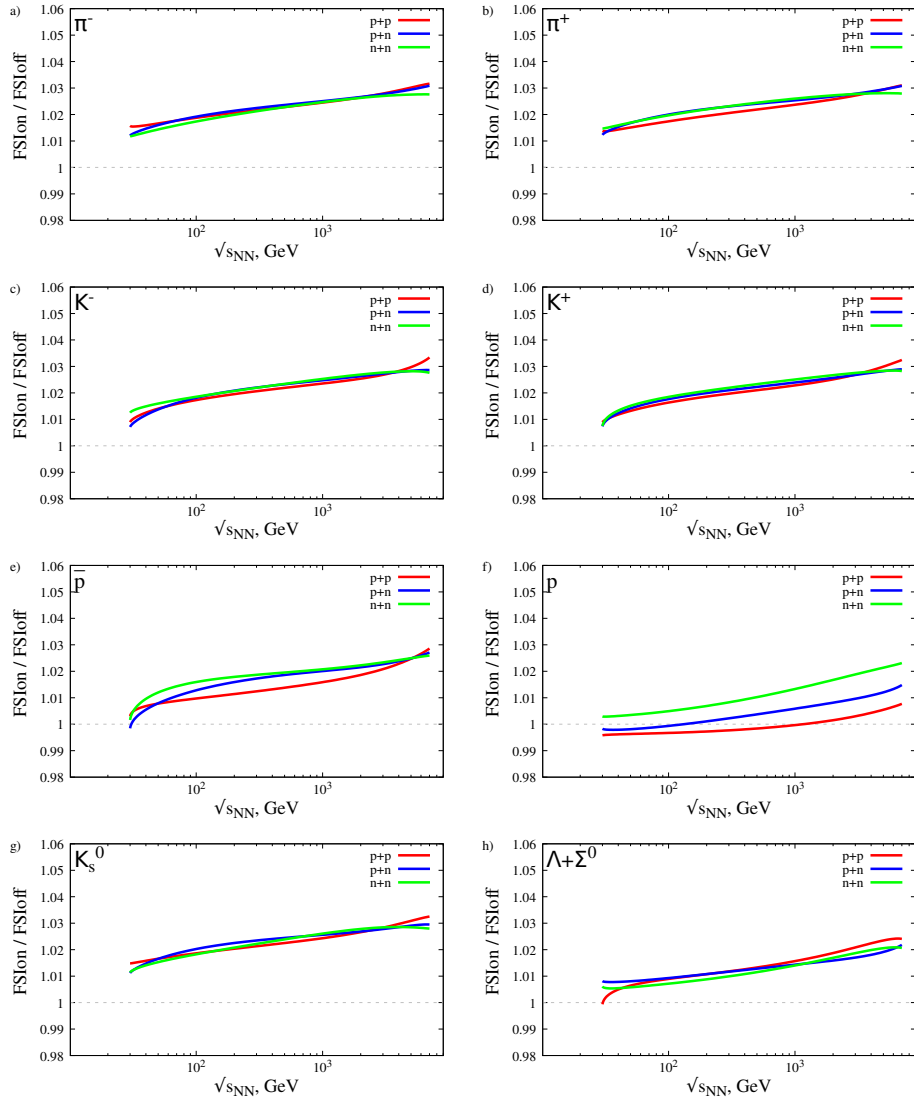 a)
π-
p+p
p+n
n+n
FSIon / FSIoff
1.06
1.05
1.04
1.03
1.02
1.01
1
0.99
0.98
10²
10³
√sNN, GeV
b)
π+
p+p
p+n
n+n
FSIon / FSIoff
1.06
1.05
1.04
1.03
1.02
1.01
1
0.99
0.98
10²
10³
√sNN, GeV
c)
K-
p+p
p+n
n+n
FSIon / FSIoff
1.06
1.05
1.04
1.03
1.02
1.01
1
0.99
0.98
10²
10³
√sNN, GeV
d)
K+
p+p
p+n
n+n
FSIon / FSIoff
1.06
1.05
1.04
1.03
1.02
1.01
1
0.99
0.98
10²
10³
√sNN, GeV
e)
p̅
p+p
p+n
n+n
FSIon / FSIoff
1.06
1.05
1.04
1.03
1.02
1.01
1
0.99
0.98
10²
10³
√sNN, GeV
f)
p
p+p
p+n
n+n
FSIon / FSIoff
1.06
1.05
1.04
1.03
1.02
1.01
1
0.99
0.98
10²
10³
√sNN, GeV
g)
Ks0
p+p
p+n
n+n
FSIon / FSIoff
1.06
1.05
1.04
1.03
1.02
1.01
1
0.99
0.98
10²
10³
√sNN, GeV
h)
Λ+Σ0
p+p
p+n
n+n
FSIon / FSIoff
1.06
1.05
1.04
1.03
1.02
1.01
1
0.99
0.98
10²
10³
√sNN, GeV